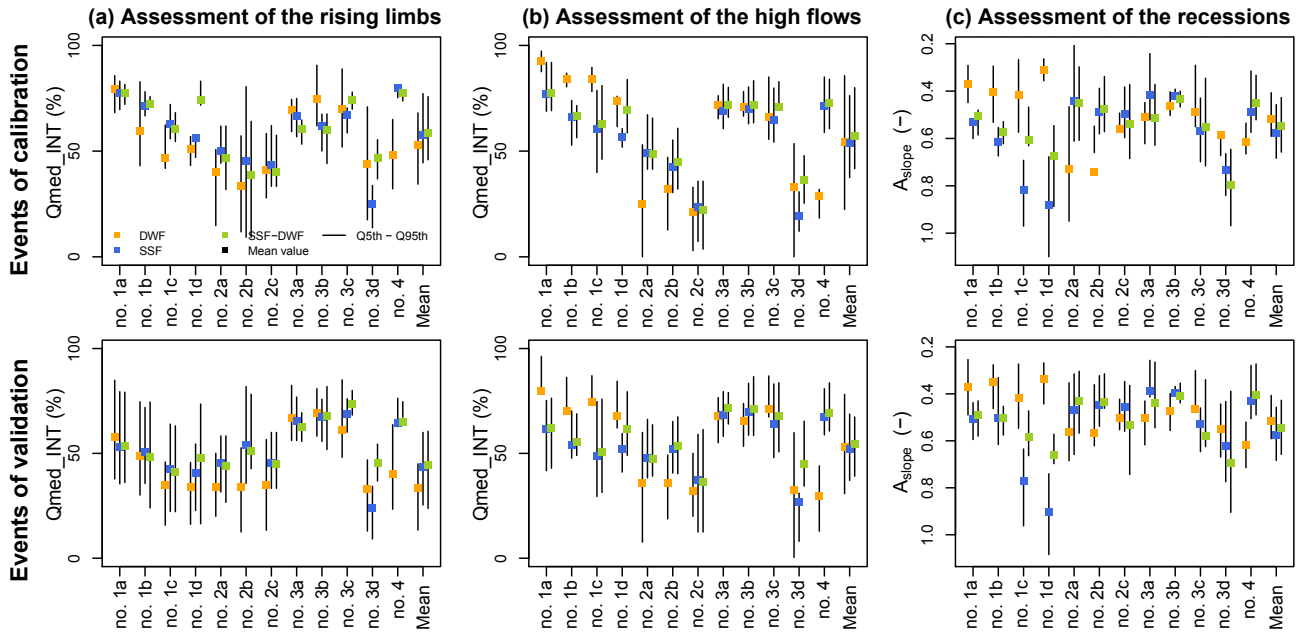 (a) Assessment of the rising limbs
(b) Assessment of the high flows
(c) Assessment of the recessions
Events of calibration
Qmed_INT (%)
100
50
0
DWF
SSF
SSF−DWF
Mean value
Q5th − Q95th
no. 1a
no. 1b
no. 1c
no. 1d
no. 2a
no. 2b
no. 2c
no. 3a
no. 3b
no. 3c
no. 3d
no. 4
Mean
Qmed_INT (%)
100
50
0
no. 1a
no. 1b
no. 1c
no. 1d
no. 2a
no. 2b
no. 2c
no. 3a
no. 3b
no. 3c
no. 3d
no. 4
Mean
Aslope (−)
0.2
0.4
0.6
0.8
1.0
no. 1a
no. 1b
no. 1c
no. 1d
no. 2a
no. 2b
no. 2c
no. 3a
no. 3b
no. 3c
no. 3d
no. 4
Mean
Events of validation
Qmed_INT (%)
100
50
0
no. 1a
no. 1b
no. 1c
no. 1d
no. 2a
no. 2b
no. 2c
no. 3a
no. 3b
no. 3c
no. 3d
no. 4
Mean
Qmed_INT (%)
100
50
0
no. 1a
no. 1b
no. 1c
no. 1d
no. 2a
no. 2b
no. 2c
no. 3a
no. 3b
no. 3c
no. 3d
no. 4
Mean
Aslope (−)
0.2
0.4
0.6
0.8
1.0
no. 1a
no. 1b
no. 1c
no. 1d
no. 2a
no. 2b
no. 2c
no. 3a
no. 3b
no. 3c
no. 3d
no. 4
Mean